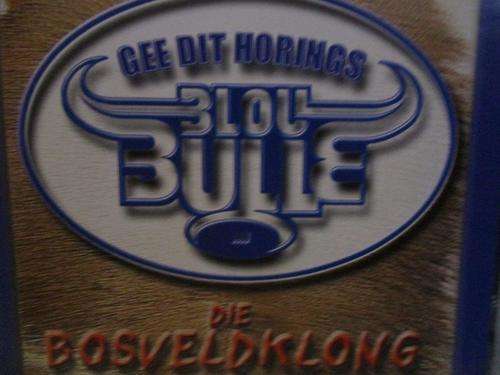 GEE DIT HORINGS
BLOU
BULLE
DIE
BOSVELDKLONG